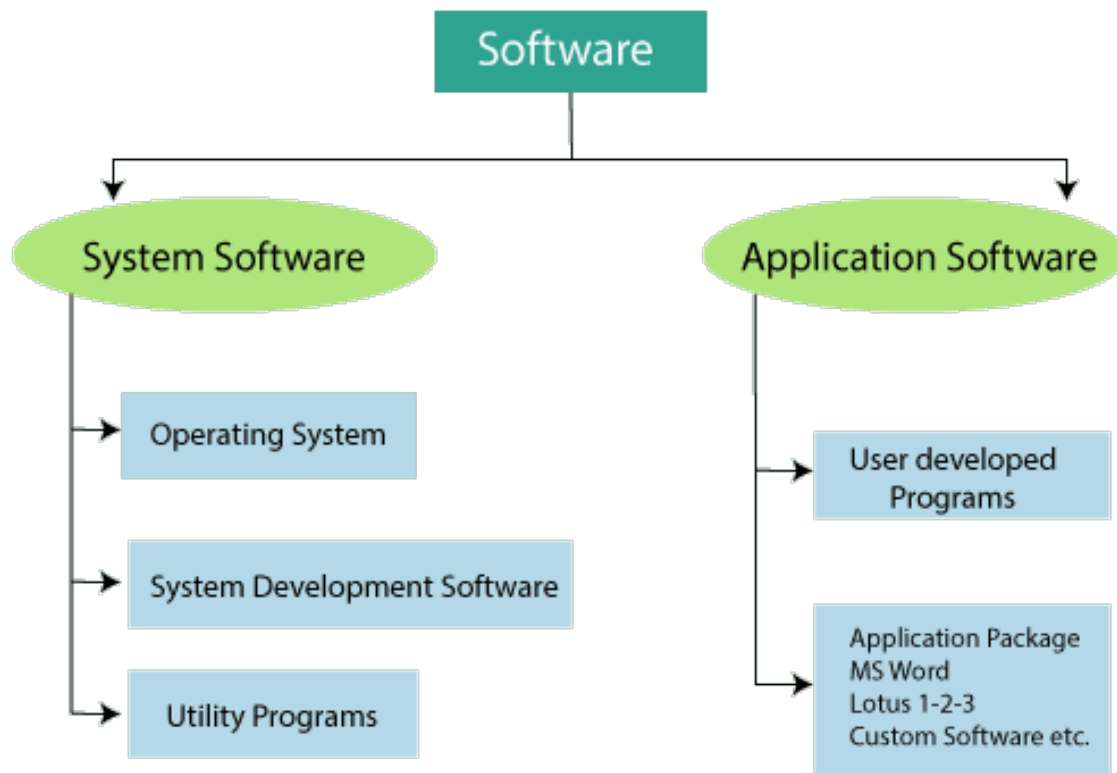 Software
System Software
Application Software
Operating System
System Development Software
Utility Programs
User developed
Programs
Application Package
MS Word
Lotus 1-2-3
Custom Software etc.